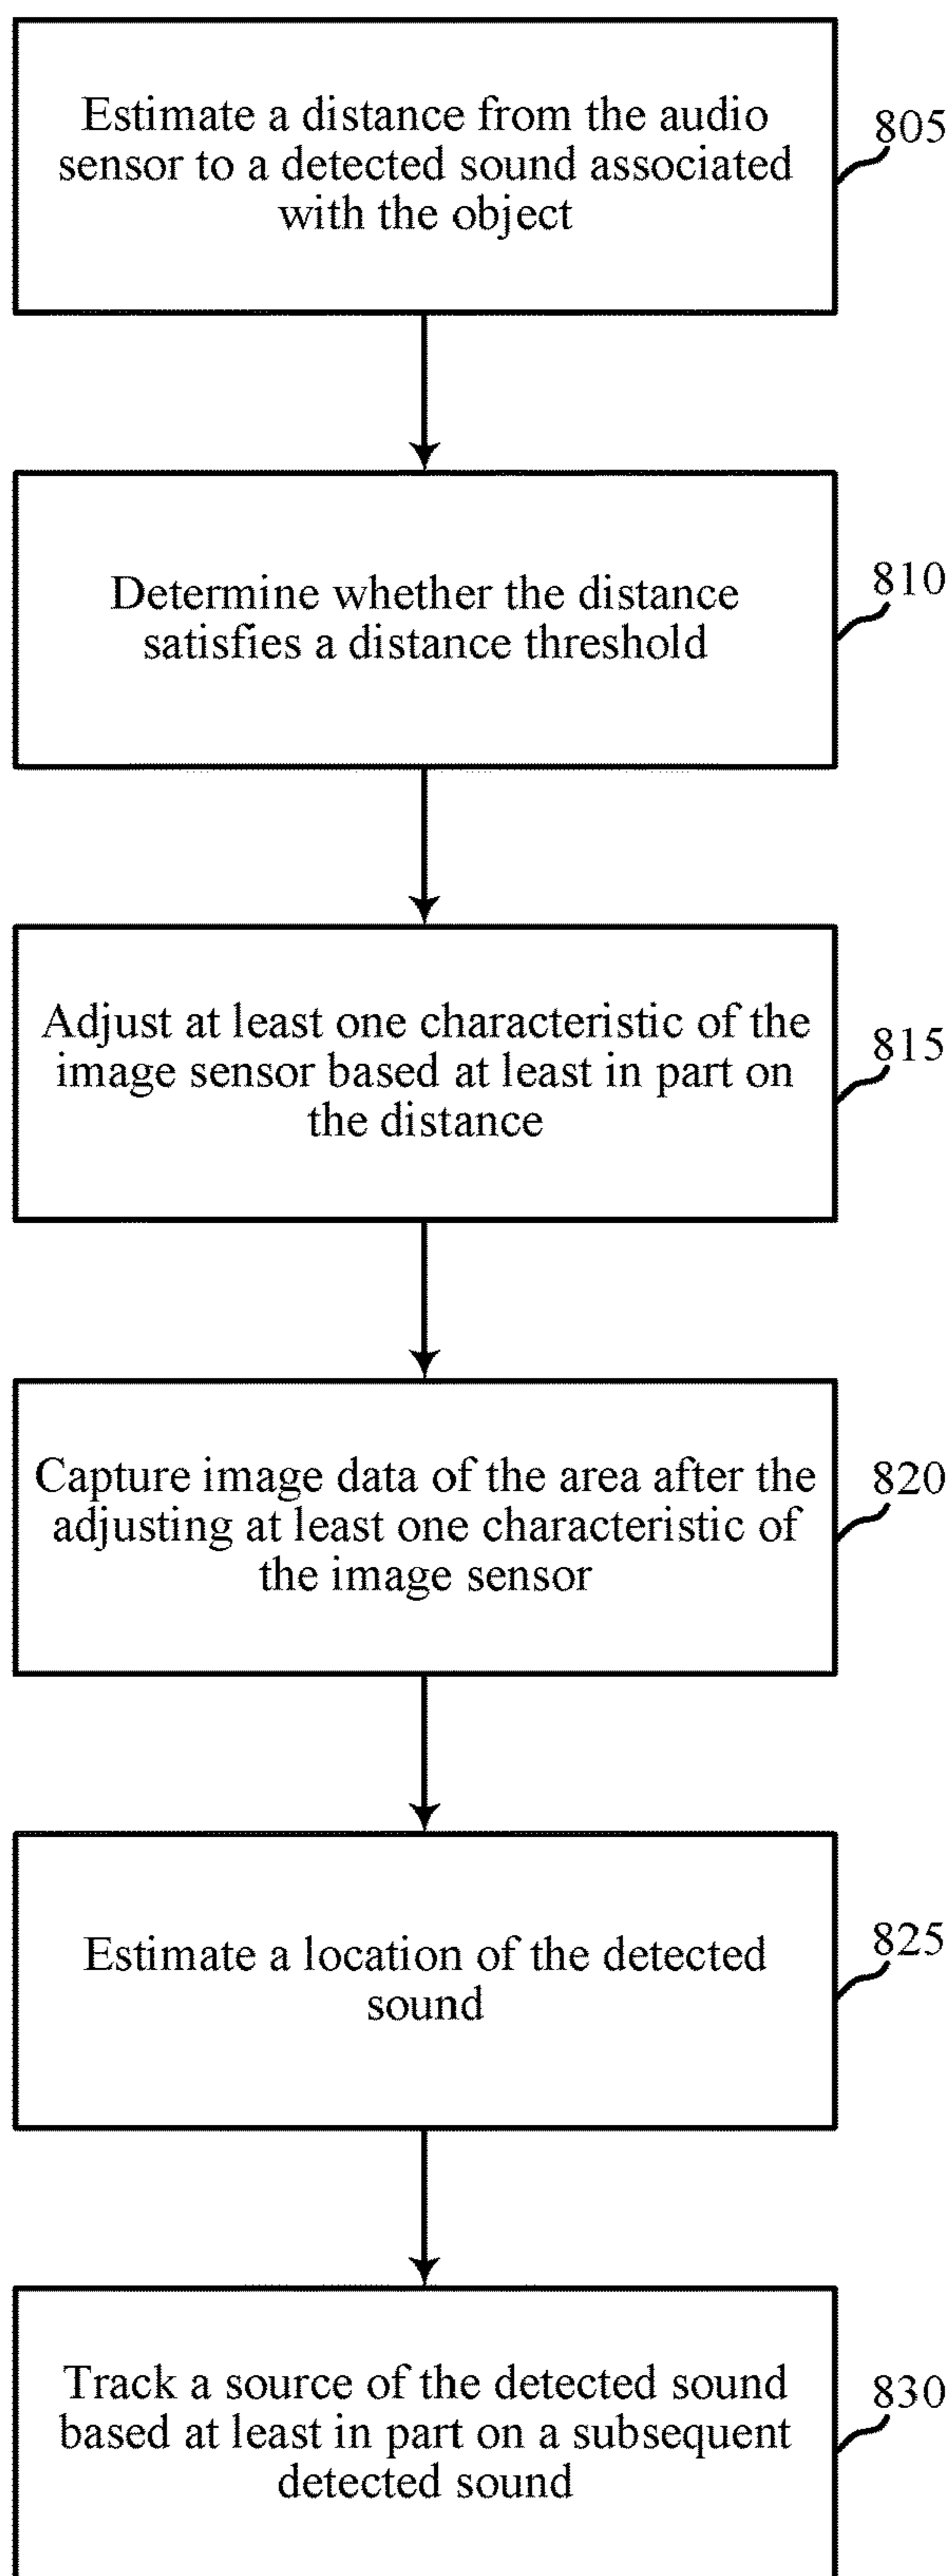 Estimate a distance from the audio
sensor to a detected sound associated
with the object
805
Determine whether the distance
satisfies a distance threshold
810
Adjust at least one characteristic of the
image sensor based at least in part on
the distance
815
Capture image data of the area after the
adjusting at least one characteristic of
the image sensor
820
Estimate a location of the detected
sound
825
Track a source of the detected sound
based at least in part on a subsequent
detected sound
830